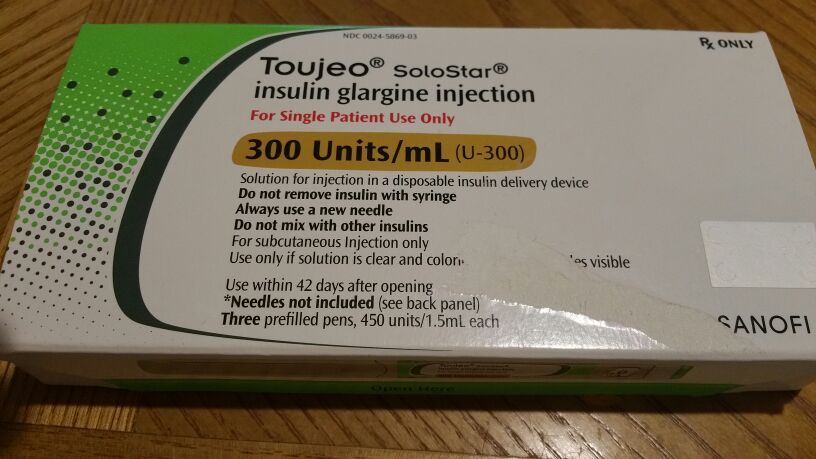 NDC 0024-5869-03
Rx ONLY
Toujeo® SoloStar®
insulin glargine injection
For Single Patient Use Only
300 Units/mL (U-300)
Solution for injection in a disposable insulin delivery device
Do not remove insulin with syringe
Always use a new needle
Do not mix with other insulins
For subcutaneous Injection only
Use only if solution is clear and visible
Use within 42 days after opening
*Needles not included (see back panel)
Three prefilled pens, 450 units/1.5mL each
SANOFI
Open Here